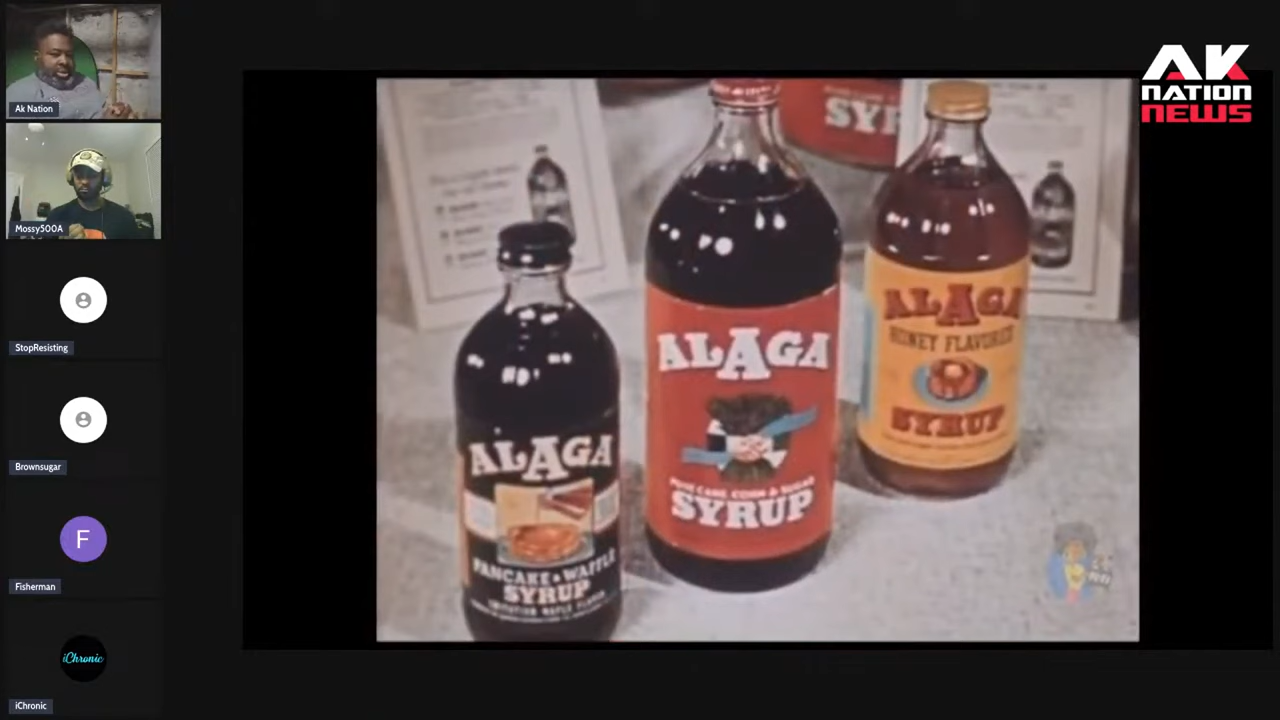 Ak Nation
Mossy500A
StopResisting
Brownsugar
F
Fisherman
iChronic
iChronic
AK
NATION
NEWS
SYR
ALAGA
PANCAKE & WAFFLE
SYRUP
IMITATION MAPLE FLAVOR
ALAGA
PURE CANE, CORN & SUGAR
SYRUP
ALAGA
HONEY FLAVORED
SYRUP